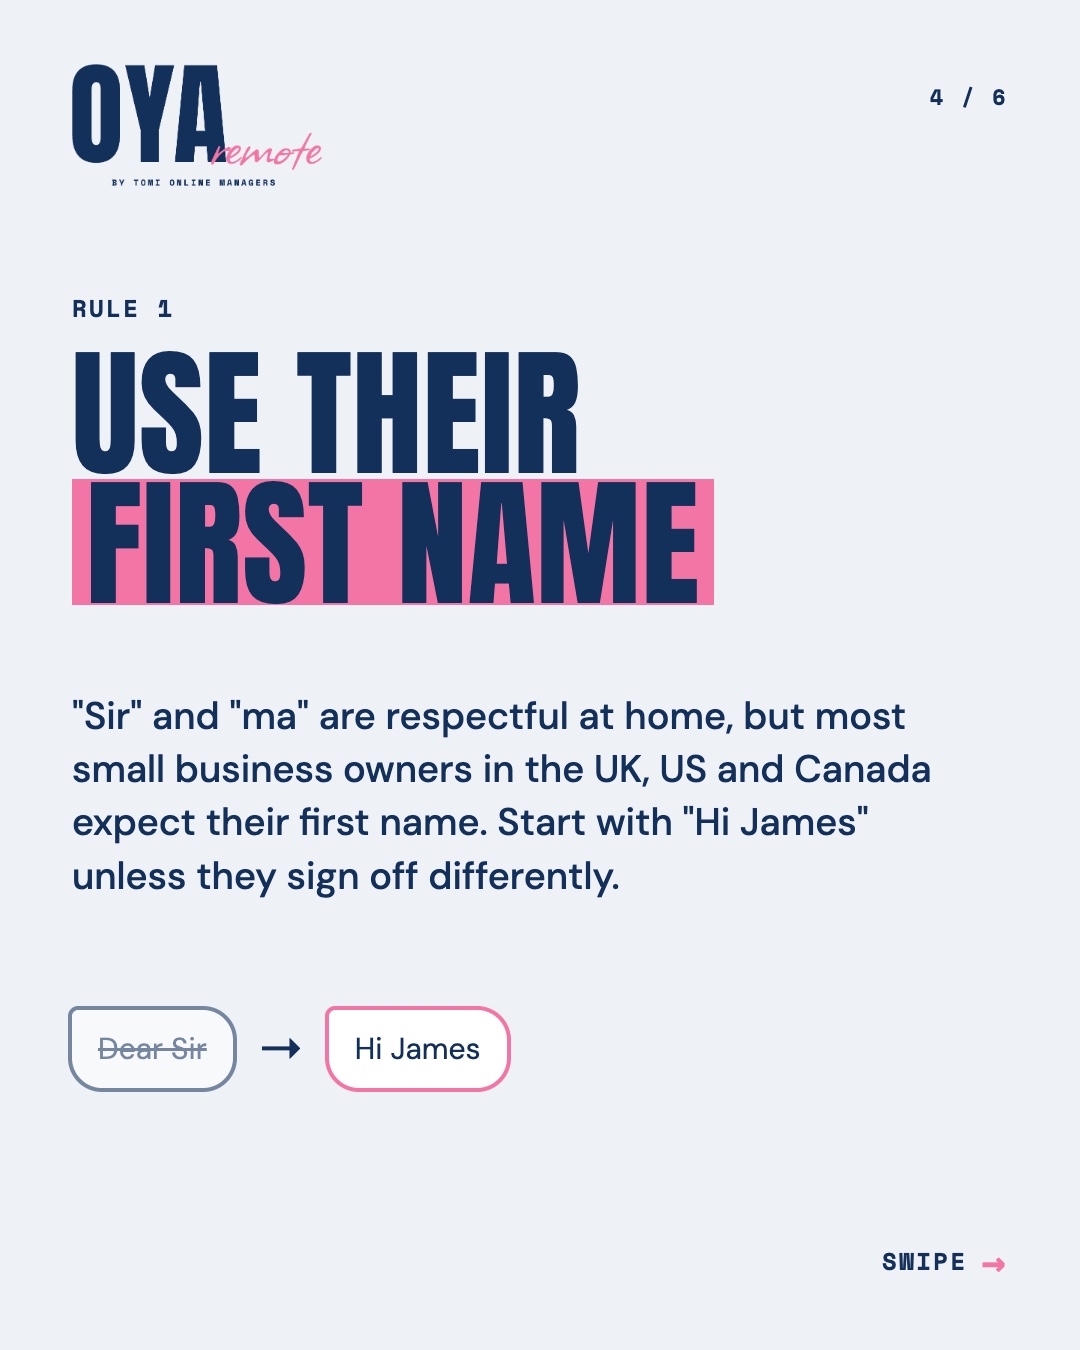 OYA
remote
BY TOMI ONLINE MANAGERS
4 / 6
RULE 1
USE THEIR
FIRST NAME
"Sir" and "ma" are respectful at home, but most
small business owners in the UK, US and Canada
expect their first name. Start with "Hi James"
unless they sign off differently.
Dear Sir → Hi James
SWIPE →